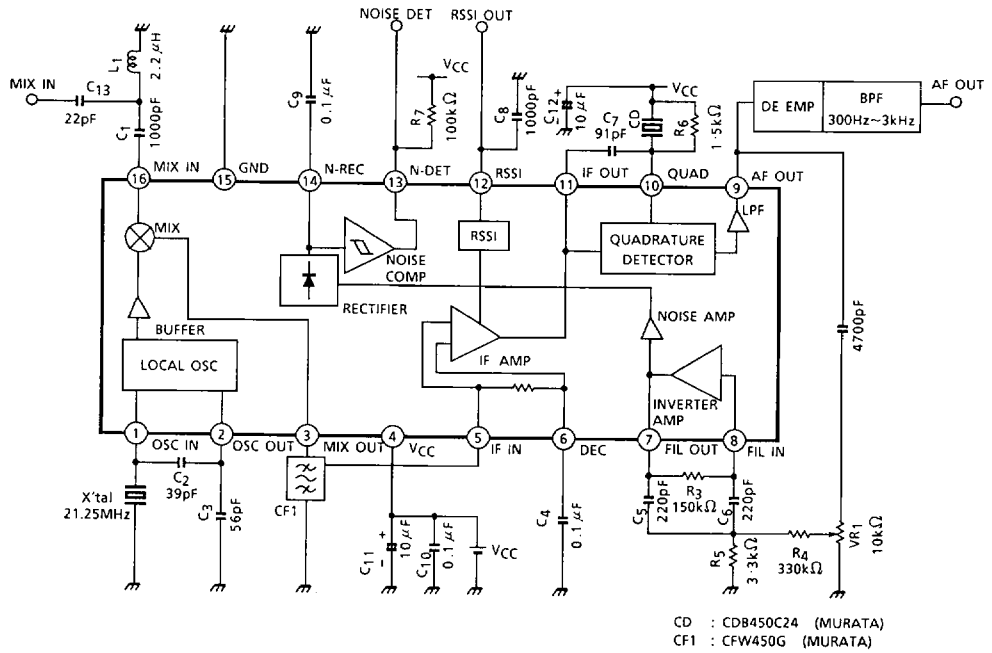 NOISE DET RSSI OUT
MIX IN
L1
2.2μH
C13
22pF
C1
1000pF
C9
0.1μF
VCC
R7
100kΩ
C8
1000pF
C12+
10μF
C7
91pF
CD
VCC
R6
1·5kΩ
DE EMP
BPF
300Hz~3kHz
AF OUT
16 MIX IN
15 GND
14 N-REC
13 N-DET
12 RSSI
11 IF OUT
10 QUAD
9 AF OUT
MIX
BUFFER
LOCAL OSC
NOISE COMP
RECTIFIER
RSSI
IF AMP
QUADRATURE DETECTOR
LPF
NOISE AMP
INVERTER AMP
4700pF
1 OSC IN
2 OSC OUT
3 MIX OUT
4 VCC
5 IF IN
6 DEC
7 FIL OUT
8 FIL IN
X'tal
21.25MHz
C2
39pF
C3
56pF
CF1
C11
+
−
10μF
C10
0.1μF
VCC
C4
0.1μF
C5
220pF
R3
150kΩ
C6
220pF
R5
3·3kΩ
R4
330kΩ
VR1
10kΩ
CD : CDB450C24 (MURATA)
CF1 : CFW450G (MURATA)